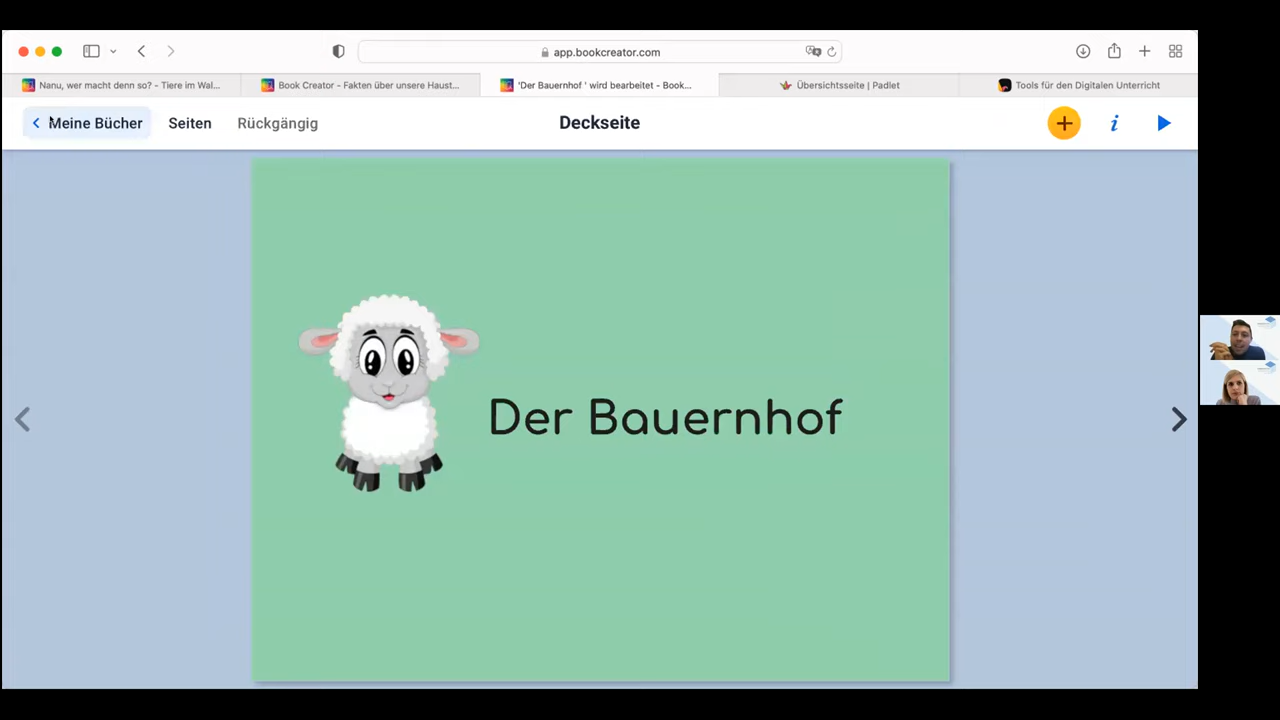 app.bookcreator.com
Nanu, wer macht denn so? - Tiere im Wal...
Book Creator - Fakten über unsere Haust...
'Der Bauernhof ' wird bearbeitet - Book...
Übersichtsseite | Padlet
Tools für den Digitalen Unterricht
Meine Bücher
Seiten
Rückgängig
Deckseite
Der Bauernhof